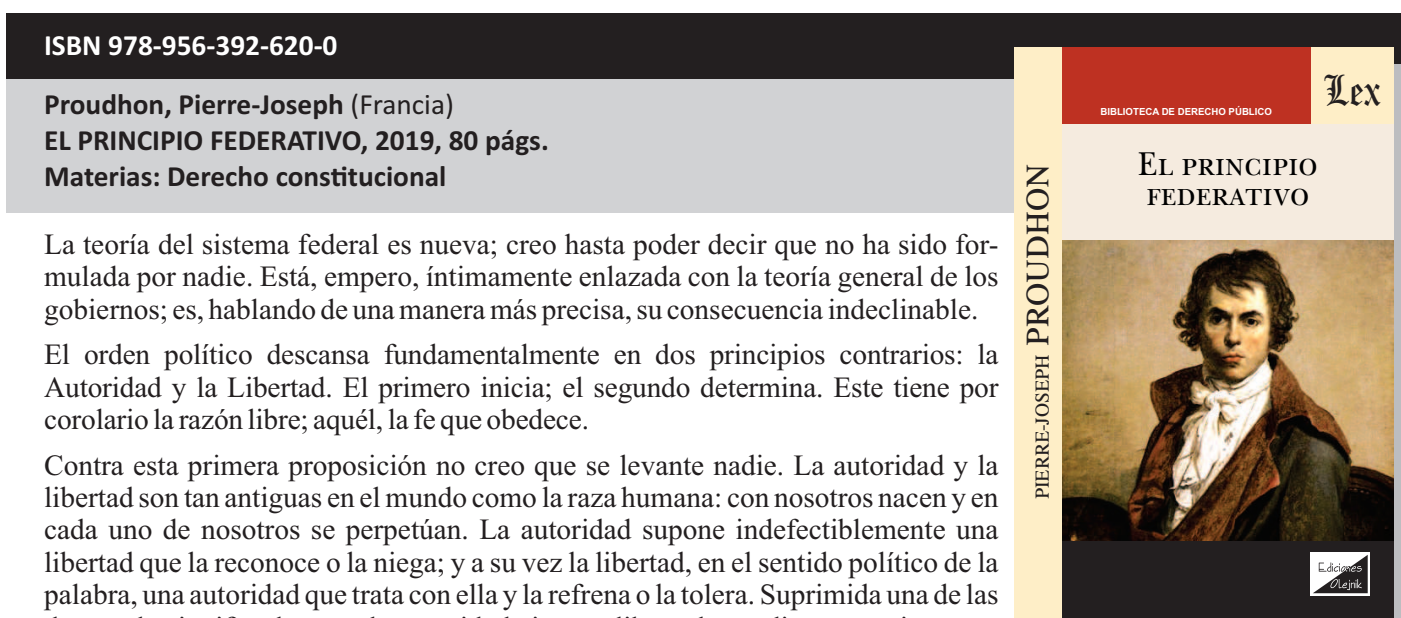 ISBN 978-956-392-620-0
Proudhon, Pierre-Joseph (Francia)
EL PRINCIPIO FEDERATIVO, 2019, 80 págs.
Materias: Derecho constitucional
La teoría del sistema federal es nueva; creo hasta poder decir que no ha sido for-
mulada por nadie. Está, empero, íntimamente enlazada con la teoría general de los
gobiernos; es, hablando de una manera más precisa, su consecuencia indeclinable.
El orden político descansa fundamentalmente en dos principios contrarios: la
Autoridad y la Libertad. El primero inicia; el segundo determina. Este tiene por
corolario la razón libre; aquél, la fe que obedece.
Contra esta primera proposición no creo que se levante nadie. La autoridad y la
libertad son tan antiguas en el mundo como la raza humana: con nosotros nacen y en
cada uno de nosotros se perpetúan. La autoridad supone indefectiblemente una
libertad que la reconoce o la niega; y a su vez la libertad, en el sentido político de la
palabra, una autoridad que trata con ella y la refrena o la tolera. Suprimida una de las
PIERRE-JOSEPH PROUDHON
BIBLIOTECA DE DERECHO PÚBLICO
Lex
EL PRINCIPIO
FEDERATIVO
Ediciones
Olejnik